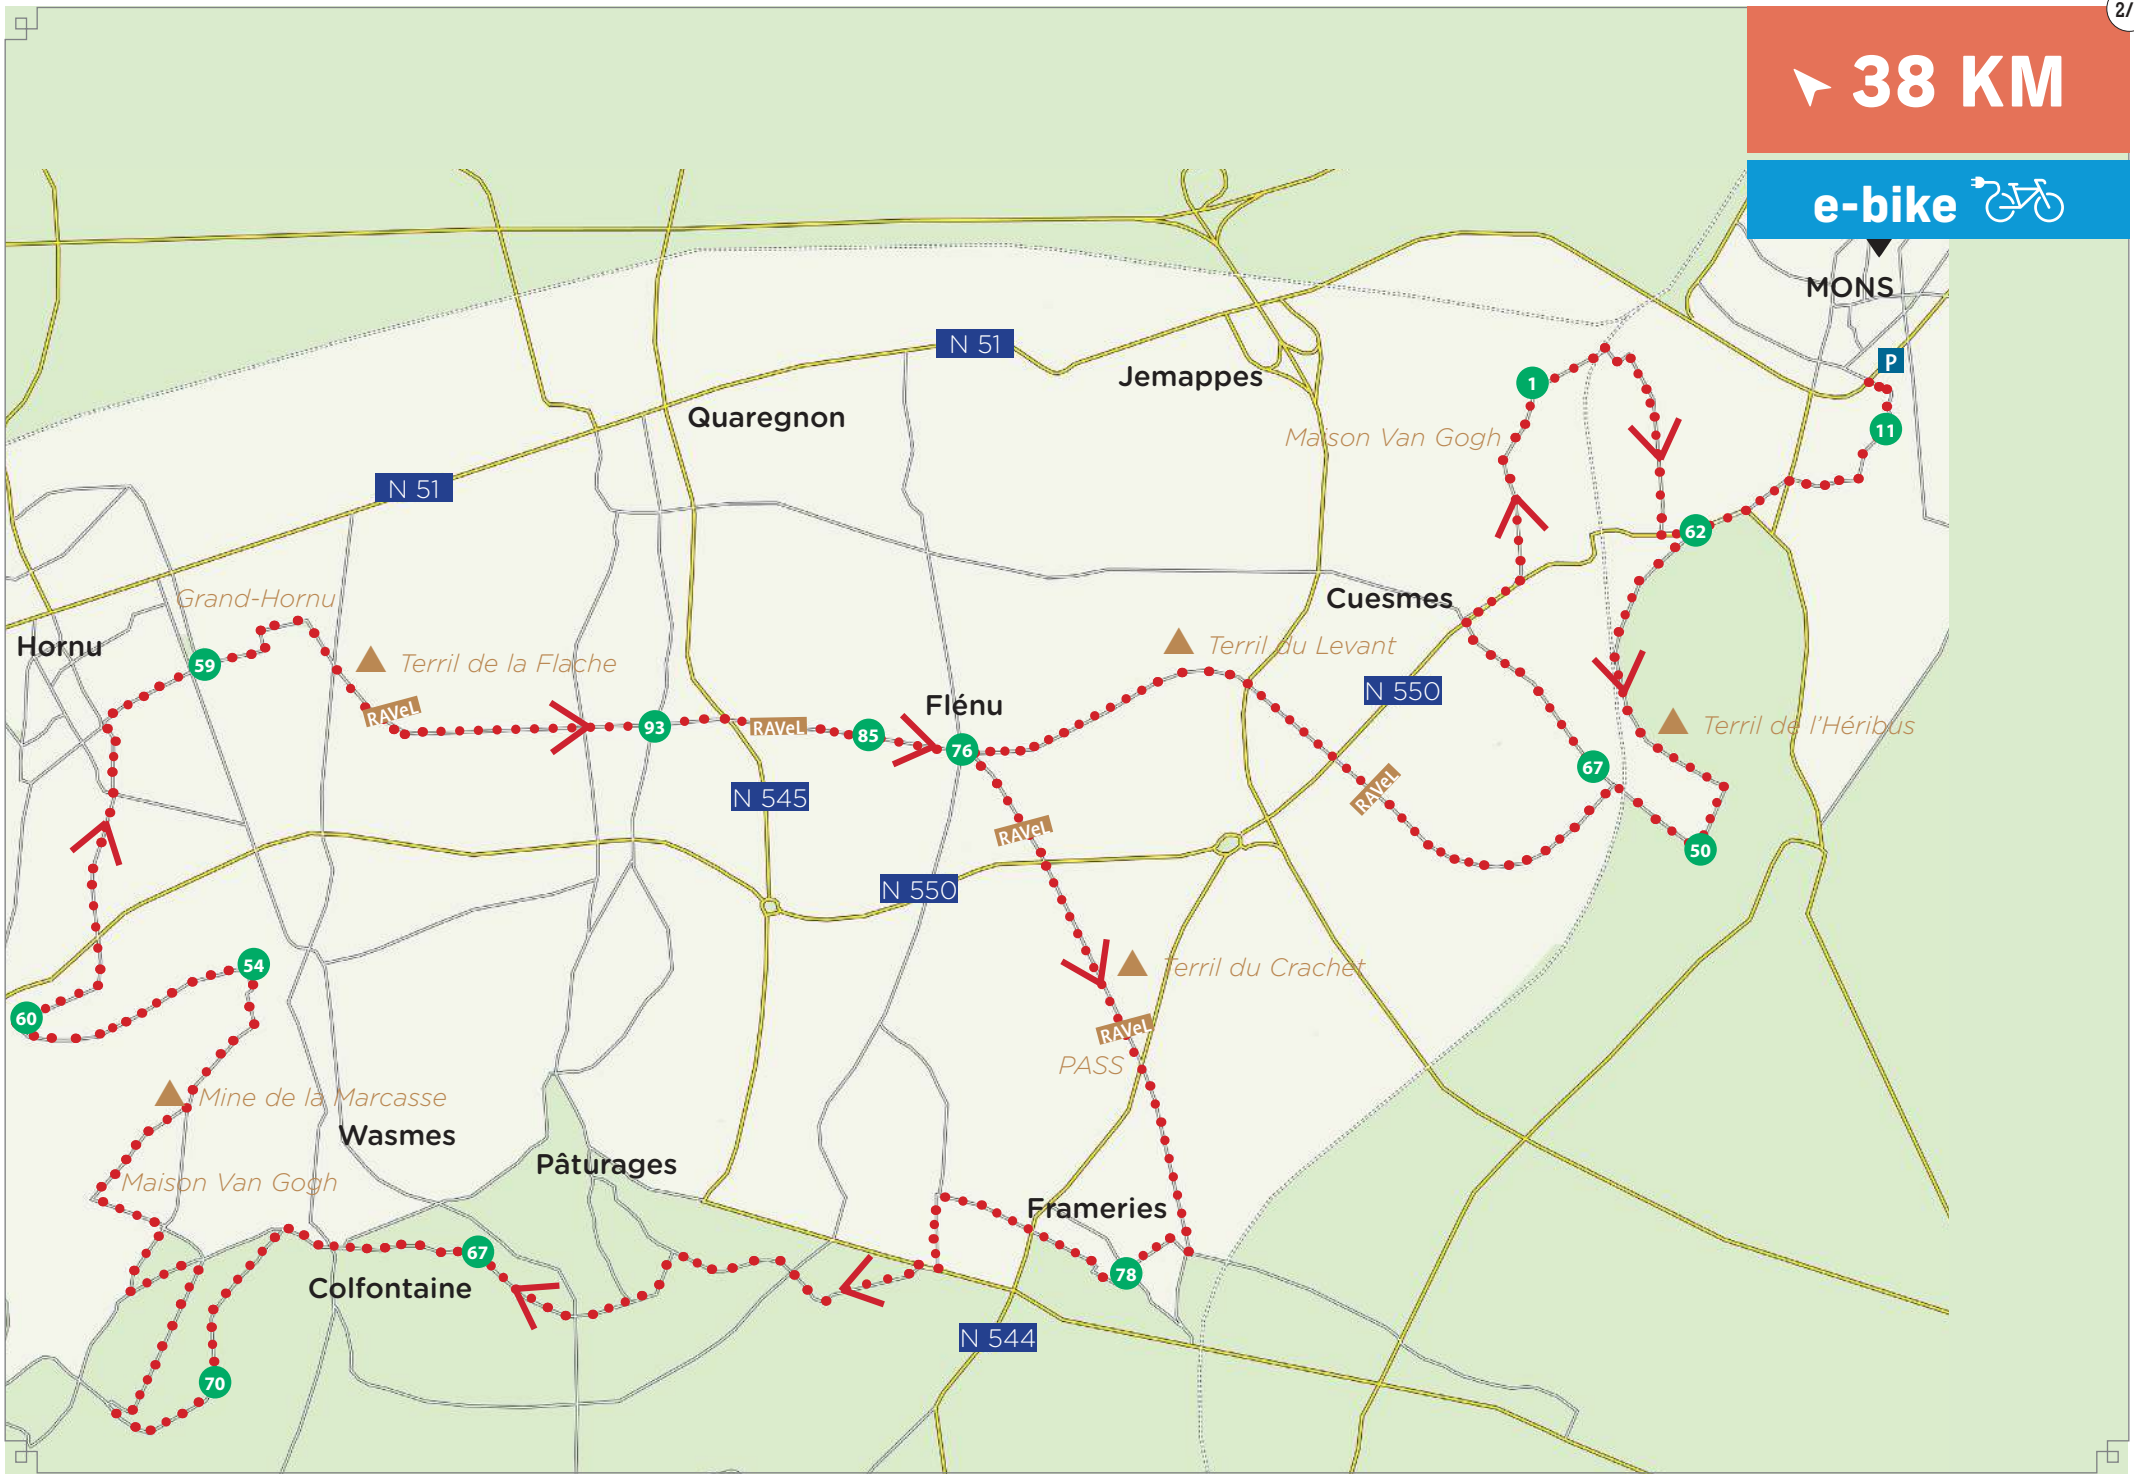 2/
38 KM
e-bike
MONS
P
N 51
1
Jemappes
Quaregnon
11
Maison Van Gogh
N 51
62
Grand-Hornu
Cuesmes
Hornu
Terril du Levant
59
Terril de la Flache
N 550
Flénu
RAVeL
93
RAVeL
85
76
Terril de l'Héribus
67
RAVeL
N 545
RAVeL
50
N 550
54
Terril du Crachet
60
RAVeL
PASS
Mine de la Marcasse
Wasmes
Pâturages
Maison Van Gogh
Frameries
67
78
Colfontaine
N 544
70